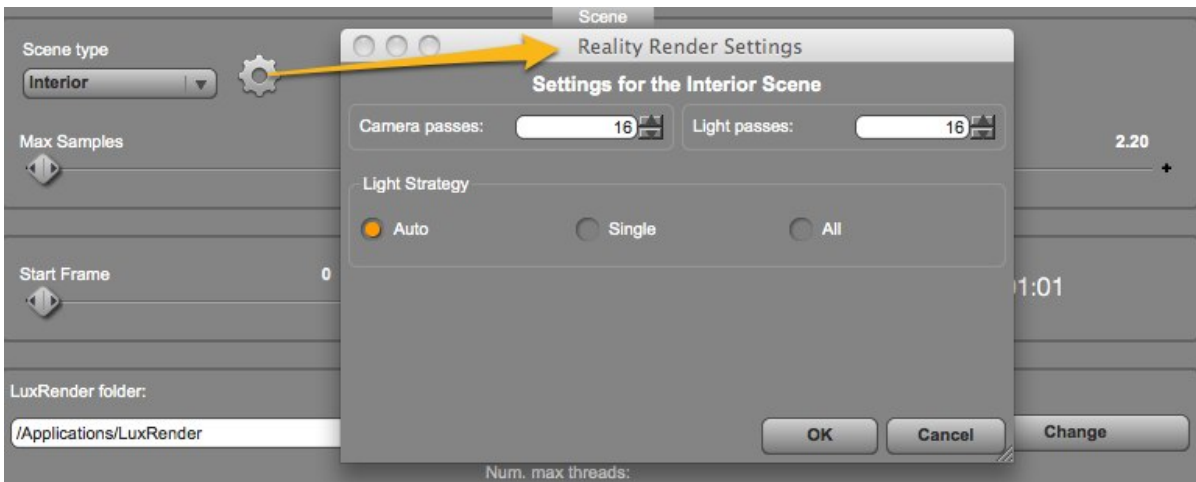 Scene
Scene type
Interior
Max Samples
2.20
Start Frame
0
LuxRender folder:
/Applications/LuxRender
Reality Render Settings
Settings for the Interior Scene
Camera passes:
16
Light passes:
16
Light Strategy
Auto
Single
All
OK
Cancel
1:01
Change
Num. max threads: